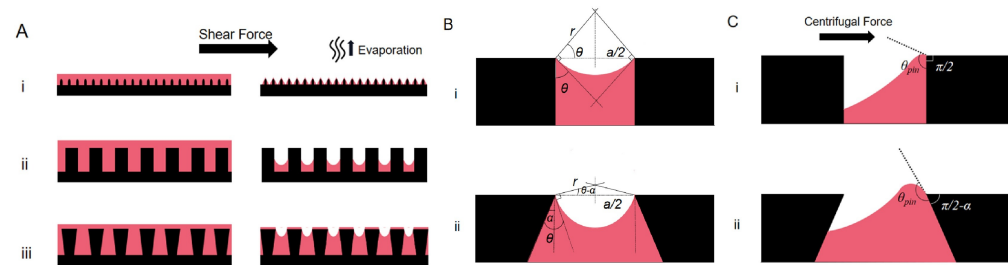 A
Shear Force
Evaporation
i
ii
iii
B
r
θ
a/2
θ
i
r
θ-α
a/2
α
θ
ii
C
Centrifugal Force
θpin
π/2
i
θpin
π/2-α
ii